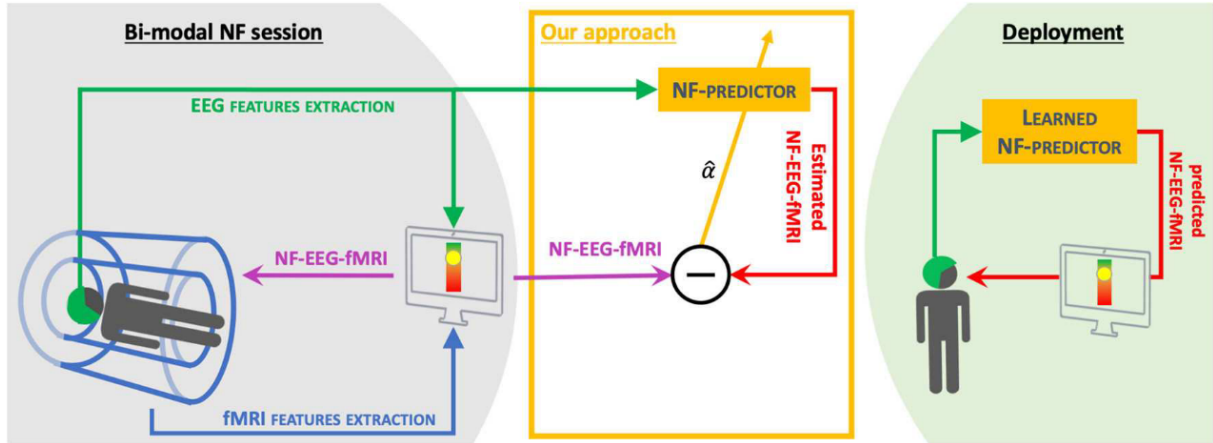 Bi-modal NF session
EEG FEATURES EXTRACTION
NF-EEG-fMRI
fMRI FEATURES EXTRACTION
Our approach
NF-PREDICTOR
Estimated
NF-EEG-fMRI
α̂
NF-EEG-fMRI
−
Deployment
LEARNED
NF-PREDICTOR
predicted
NF-EEG-fMRI